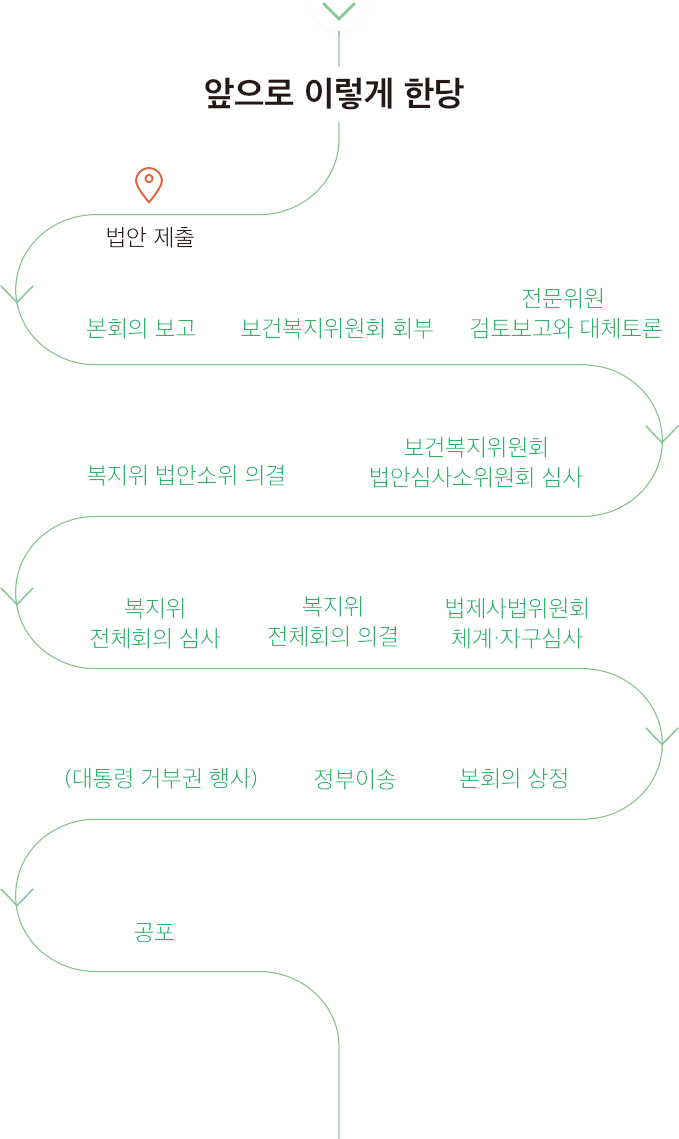 앞으로 이렇게 한당
법안 제출
본회의 보고
보건복지위원회 회부
전문위원
검토보고와 대체토론
보건복지위원회
법안심사소위원회 심사
복지위 법안소위 의결
복지위
전체회의 심사
복지위
전체회의 의결
법제사법위원회
체계·자구심사
본회의 상정
정부이송
(대통령 거부권 행사)
공포